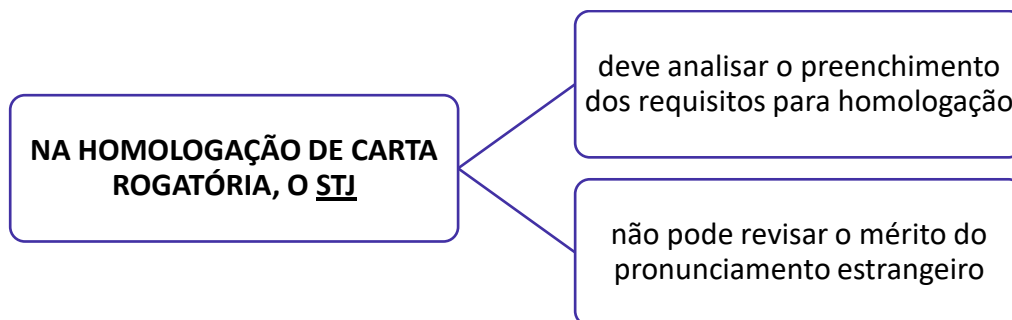 NA HOMOLOGAÇÃO DE CARTA
ROGATÓRIA, O STJ
deve analisar o preenchimento
dos requisitos para homologação
não pode revisar o mérito do
pronunciamento estrangeiro